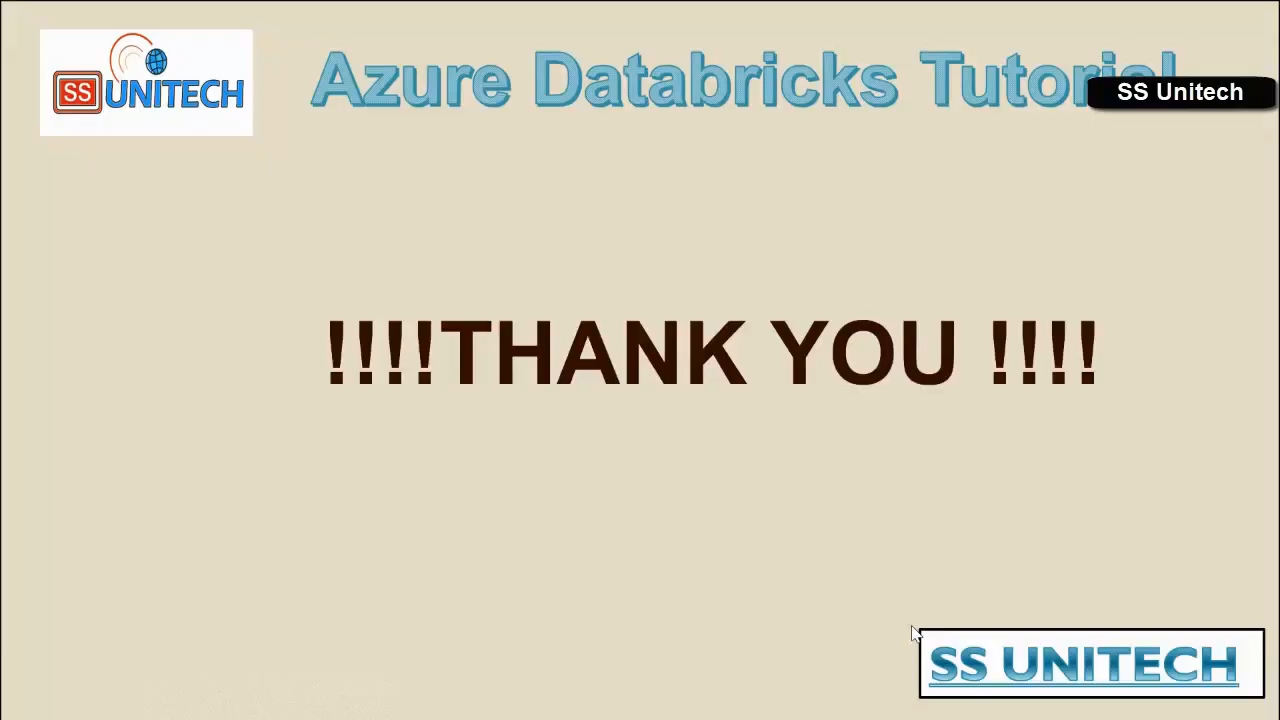 SS UNITECH
Azure Databricks Tutorial
SS Unitech
!!!!THANK YOU !!!!
SS UNITECH